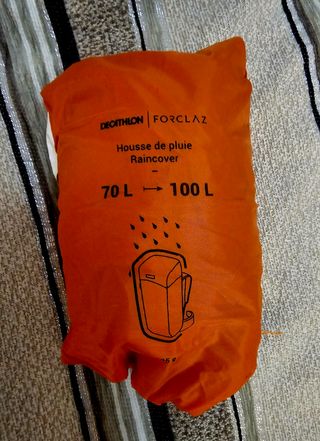 DECATHLON | FORCLAZ
Housse de pluie
Raincover
70 L ↦ 100 L